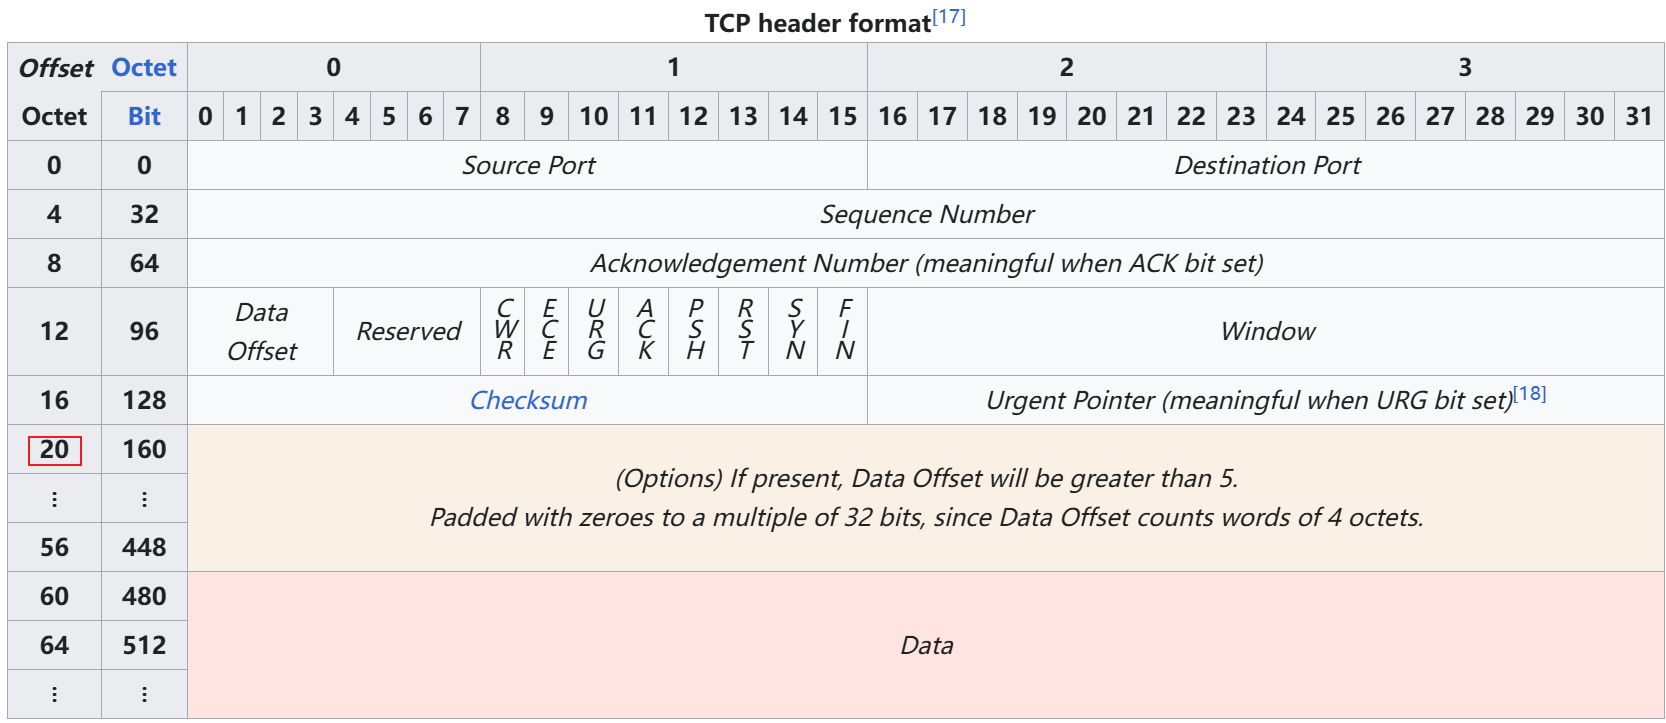 TCP header format[17]
Offset Octet 0 1 2 3
Octet Bit 0 1 2 3 4 5 6 7 8 9 10 11 12 13 14 15 16 17 18 19 20 21 22 23 24 25 26 27 28 29 30 31
0 0 Source Port Destination Port
4 32 Sequence Number
8 64 Acknowledgement Number (meaningful when ACK bit set)
12 96 Data Offset Reserved CWR ECE URG ACK PSH RST SYN FIN Window
16 128 Checksum Urgent Pointer (meaningful when URG bit set)[18]
20 160
(Options) If present, Data Offset will be greater than 5.
⋮ ⋮
Padded with zeroes to a multiple of 32 bits, since Data Offset counts words of 4 octets.
56 448
60 480
64 512 Data
⋮ ⋮